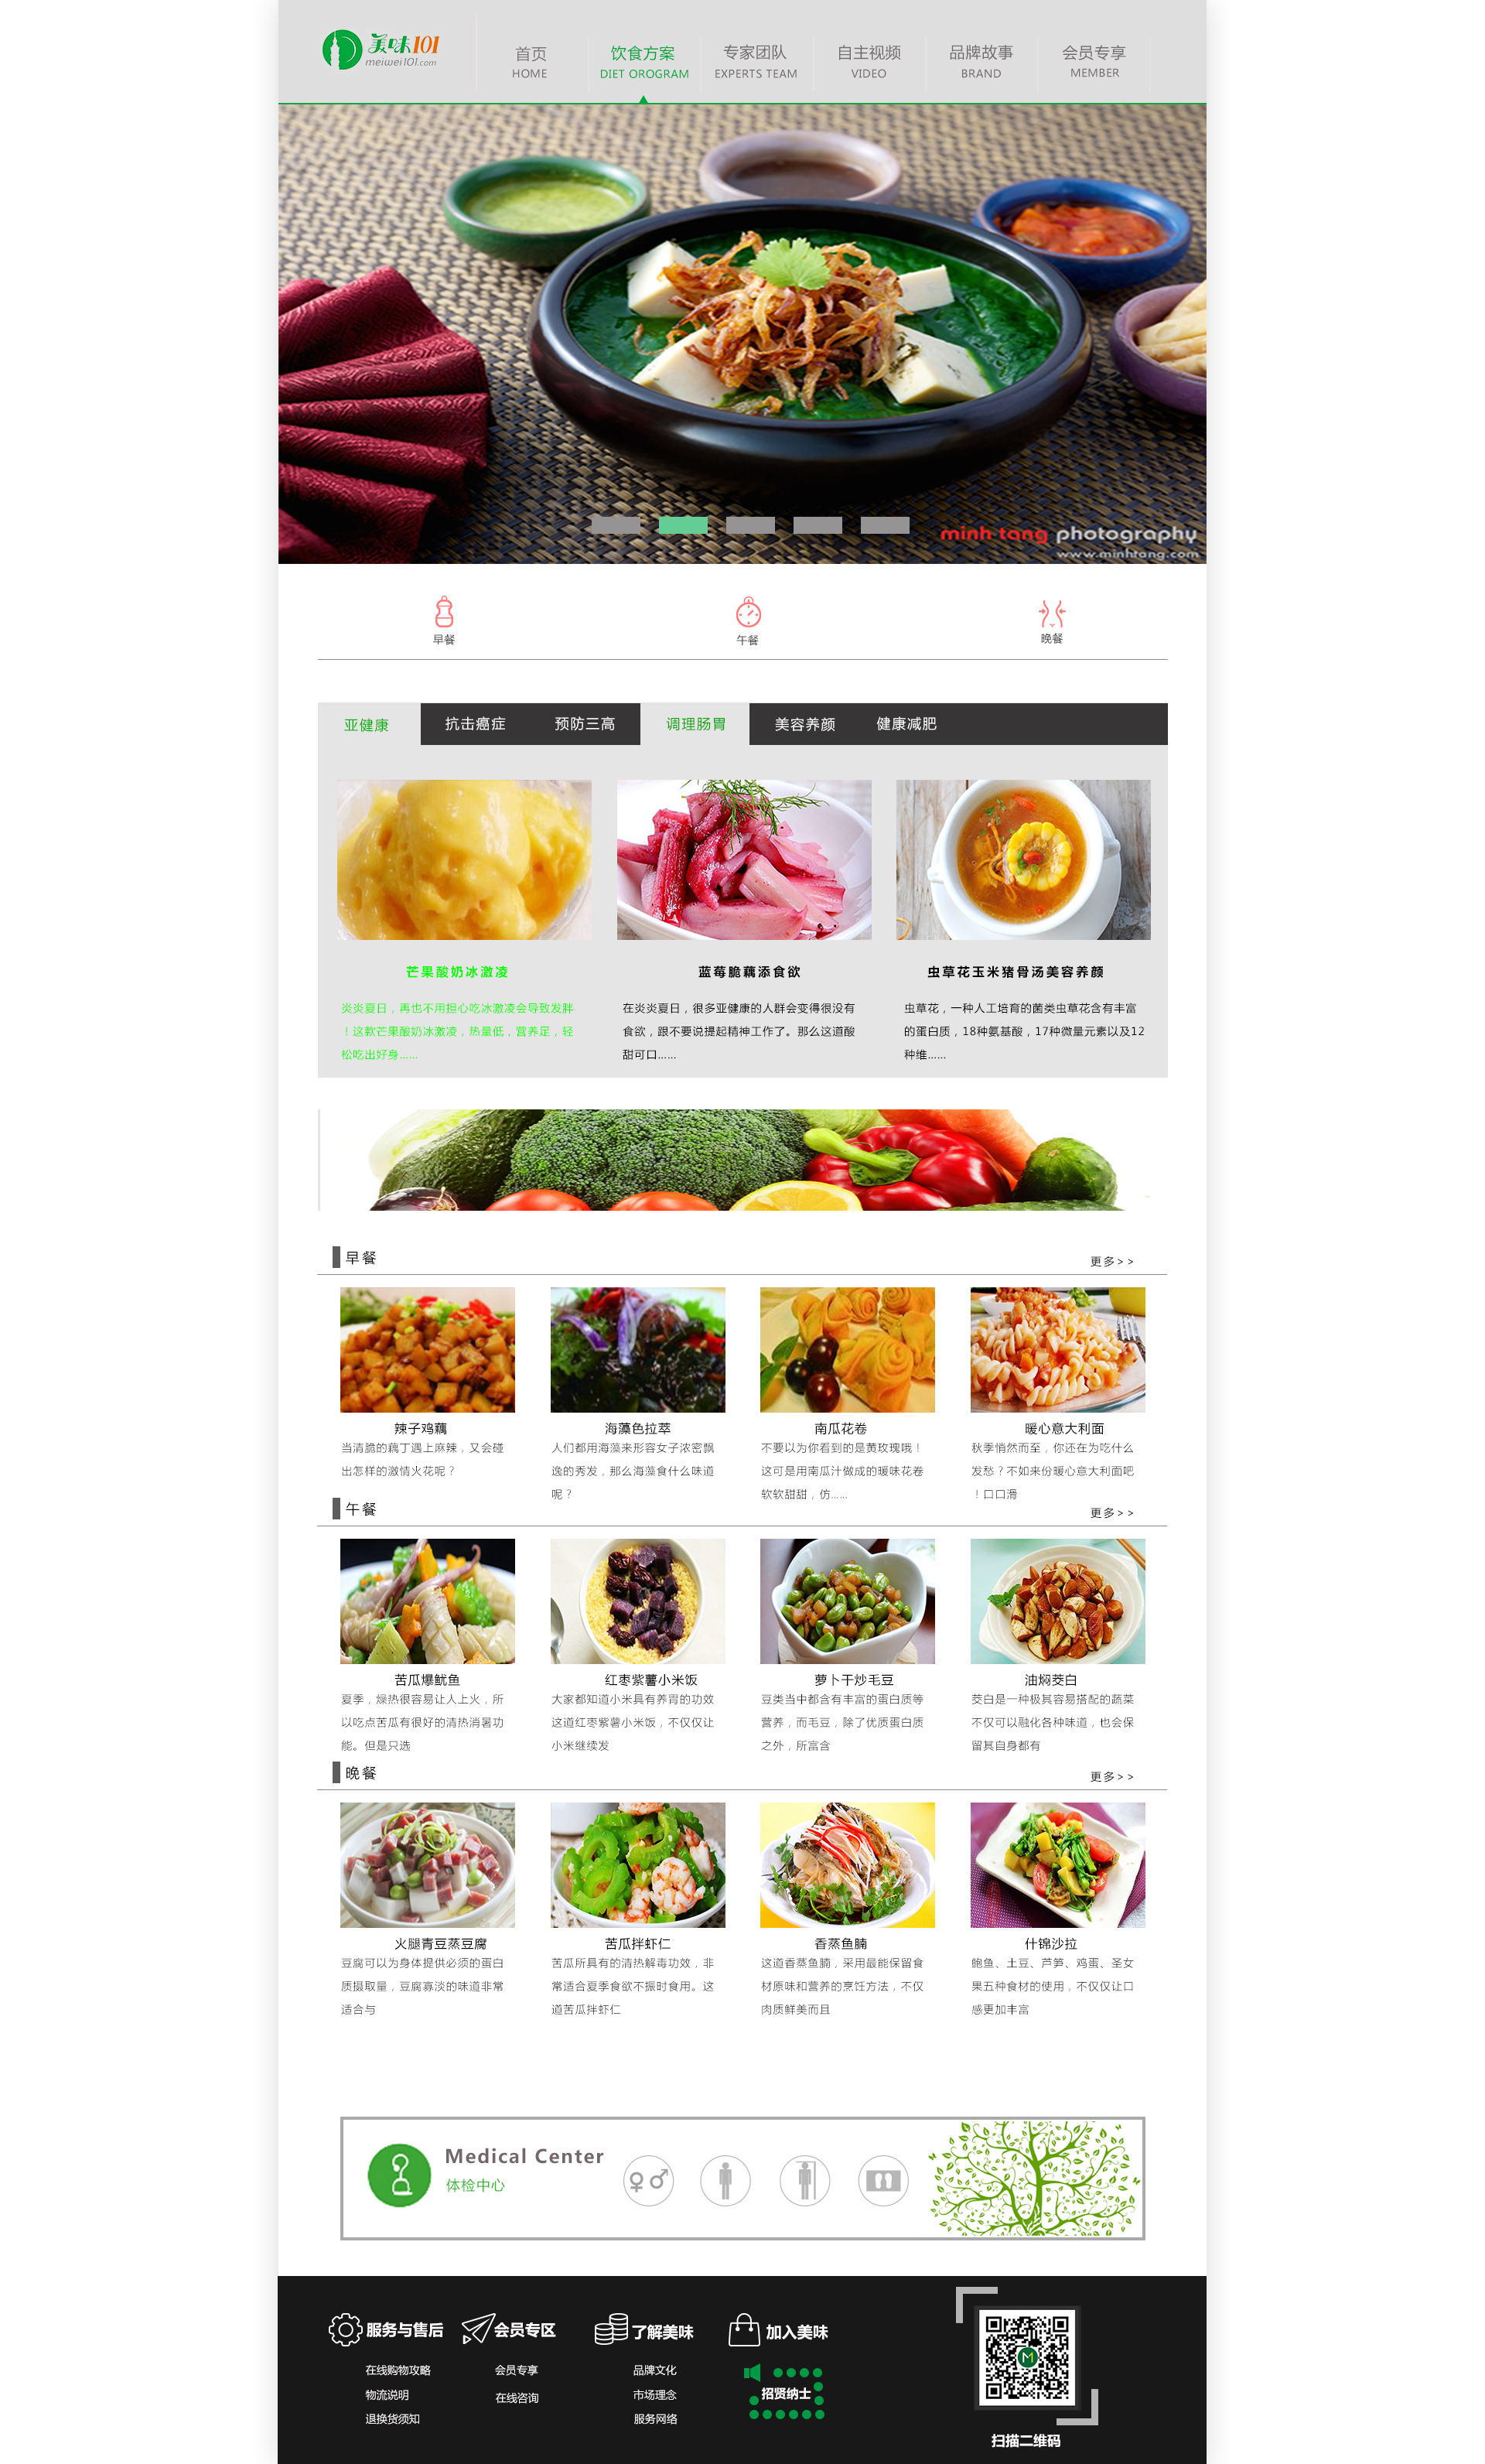 美味101
meiwei101.com
首页
HOME
饮食方案
DIET OROGRAM
专家团队
EXPERTS TEAM
自主视频
VIDEO
品牌故事
BRAND
会员专享
MEMBER
minh tang photography
www.minhtang.com
早餐
午餐
晚餐
亚健康
抗击癌症
预防三高
调理肠胃
美容养颜
健康减肥
芒果酸奶冰激凌
炎炎夏日，再也不用担心吃冰激凌会导致发胖
！这款芒果酸奶冰激凌，热量低，营养足，轻
松吃出好身......
蓝莓脆藕添食欲
在炎炎夏日，很多亚健康的人群会变得很没有
食欲，跟不要说提起精神工作了。那么这道酸
甜可口......
虫草花玉米猪骨汤美容养颜
虫草花，一种人工培育的菌类虫草花含有丰富
的蛋白质，18种氨基酸，17种微量元素以及12
种维......
早餐
更多>>
辣子鸡藕
当清脆的藕丁遇上麻辣，又会碰
出怎样的激情火花呢？
海藻色拉萃
人们都用海藻来形容女子浓密飘
逸的秀发，那么海藻食什么味道
呢？
南瓜花卷
不要以为你看到的是黄玫瑰哦！
这可是用南瓜汁做成的暖味花卷
软软甜甜，仿......
暖心意大利面
秋季悄然而至，你还在为吃什么
发愁？不如来份暖心意大利面吧
！口口滑
午餐
更多>>
苦瓜爆鱿鱼
夏季，燥热很容易让人上火，所
以吃点苦瓜有很好的清热消暑功
能。但是只选
红枣紫薯小米饭
大家都知道小米具有养胃的功效
这道红枣紫薯小米饭，不仅仅让
小米继续发
萝卜干炒毛豆
豆类当中都含有丰富的蛋白质等
营养，而毛豆，除了优质蛋白质
之外，所富含
油焖茭白
茭白是一种极其容易搭配的蔬菜
不仅可以融化各种味道，也会保
留其自身都有
晚餐
更多>>
火腿青豆蒸豆腐
豆腐可以为身体提供必须的蛋白
质摄取量，豆腐寡淡的味道非常
适合与
苦瓜拌虾仁
苦瓜所具有的清热解毒功效，非
常适合夏季食欲不振时食用。这
道苦瓜拌虾仁
香蒸鱼腩
这道香蒸鱼腩，采用最能保留食
材原味和营养的烹饪方法，不仅
肉质鲜美而且
什锦沙拉
鲍鱼、土豆、芦笋、鸡蛋、圣女
果五种食材的使用，不仅仅让口
感更加丰富
Medical Center
体检中心
服务与售后
在线购物攻略
物流说明
退换货须知
会员专区
会员专享
在线咨询
了解美味
品牌文化
市场理念
服务网络
加入美味
招贤纳士
M
扫描二维码